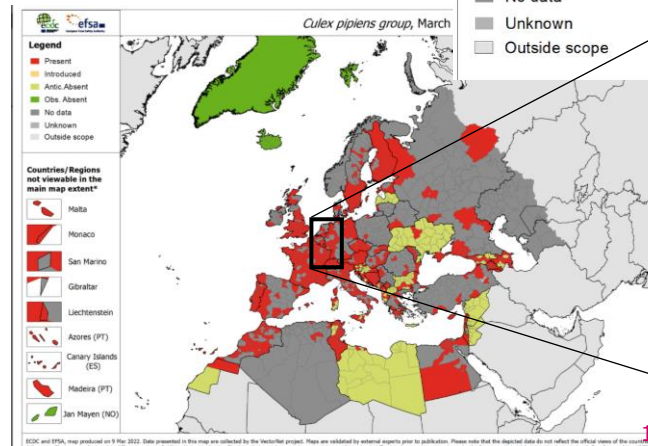 No data
Unknown
Outside scope
ecdc
efsa
Culex pipiens group, March
Legend
Present
Introduced
Antic. Absent
Obs. Absent
No data
Unknown
Outside scope
Countries/Regions
not viewable in the
main map extent*
Malta
Monaco
San Marino
Gibraltar
Liechtenstein
Azores (PT)
Canary Islands
(ES)
Madeira (PT)
Jan Mayen (NO)
ECDC and EFSA, map produced on 9 Mar 2022. Data presented in this map are collected by the VectorNet project. Maps are validated by external experts prior to publication. Please note that the depicted data do not reflect the official views of the
1